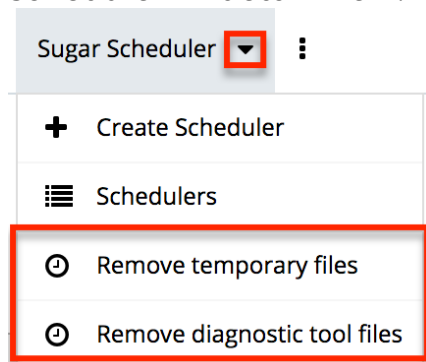 Sugar Scheduler
Create Scheduler
Schedulers
Remove temporary files
Remove diagnostic tool files